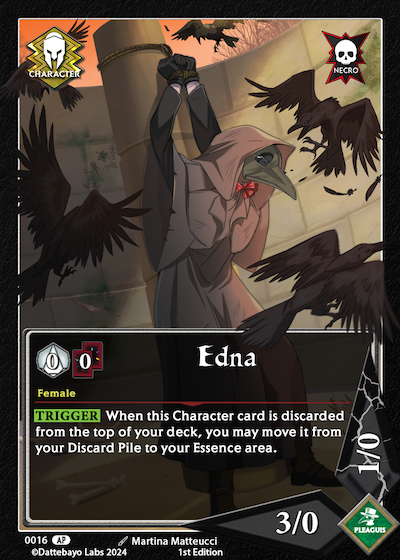 CHARACTER
NECRO
0 0
Edna
Female
TRIGGER When this Character card is discarded
from the top of your deck, you may move it from
your Discard Pile to your Essence area.
1/0
3/0
PLEAGUIS
0016 AP Martina Matteucci
©Dattebayo Labs 2024 1st Edition